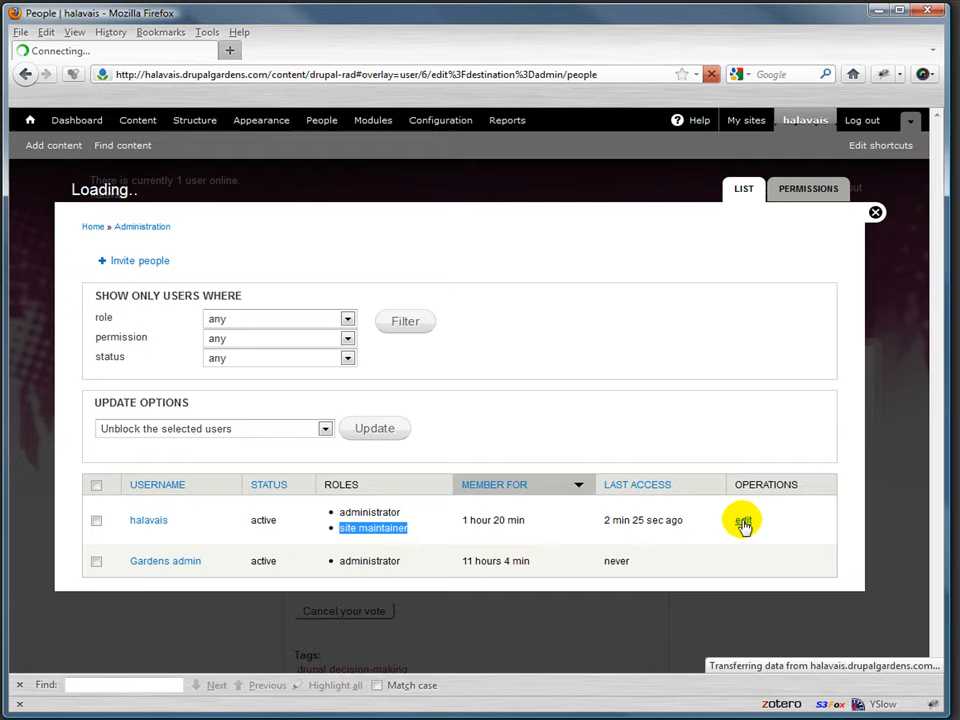 People | halavais - Mozilla Firefox
File Edit View History Bookmarks Tools Help
Connecting...
http://halavais.drupalgardens.com/content/drupal-rad#overlay=user/6/edit%3Fdestination%3Dadmin/people
Google
Dashboard Content Structure Appearance People Modules Configuration Reports Help My sites halavais Log out
Add content Find content Edit shortcuts
There is currently 1 user online.
Loading..
LIST PERMISSIONS
Home » Administration
Invite people
SHOW ONLY USERS WHERE
role any
permission any
status any
Filter
UPDATE OPTIONS
Unblock the selected users Update
USERNAME STATUS ROLES MEMBER FOR LAST ACCESS OPERATIONS
halavais active administrator site maintainer 1 hour 20 min 2 min 25 sec ago edit
Gardens admin active administrator 11 hours 4 min never
Cancel your vote
Tags:
drupal decision-making
Transferring data from halavais.drupalgardens.com...
Find: Next Previous Highlight all Match case
zotero S3Fox YSlow